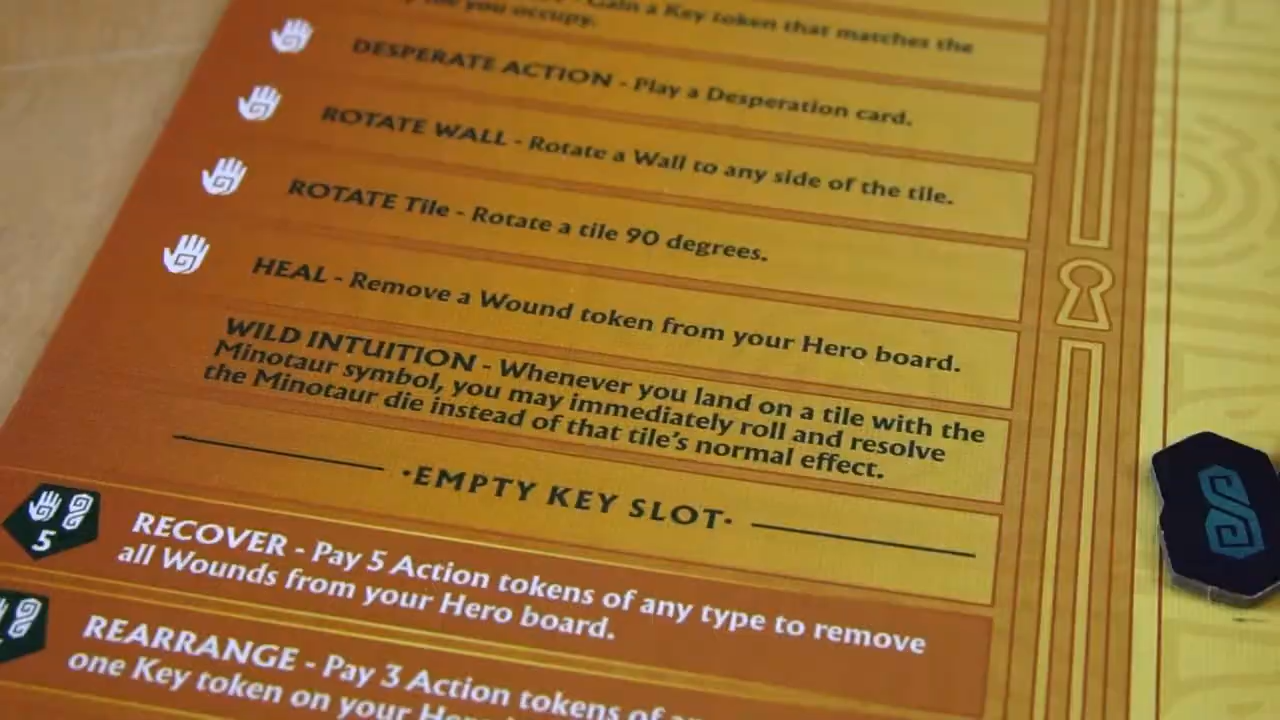 Gain a Key token that matches the
you occupy.
DESPERATE ACTION - Play a Desperation card.
ROTATE WALL - Rotate a Wall to any side of the tile.
ROTATE Tile - Rotate a tile 90 degrees.
HEAL - Remove a Wound token from your Hero board.
WILD INTUITION - Whenever you land on a tile with the
Minotaur symbol, you may immediately roll and resolve
the Minotaur die instead of that tile's normal effect.
·EMPTY KEY SLOT·
5
RECOVER - Pay 5 Action tokens of any type to remove
all Wounds from your Hero board.
REARRANGE - Pay 3 Action tokens of
one Key token on your